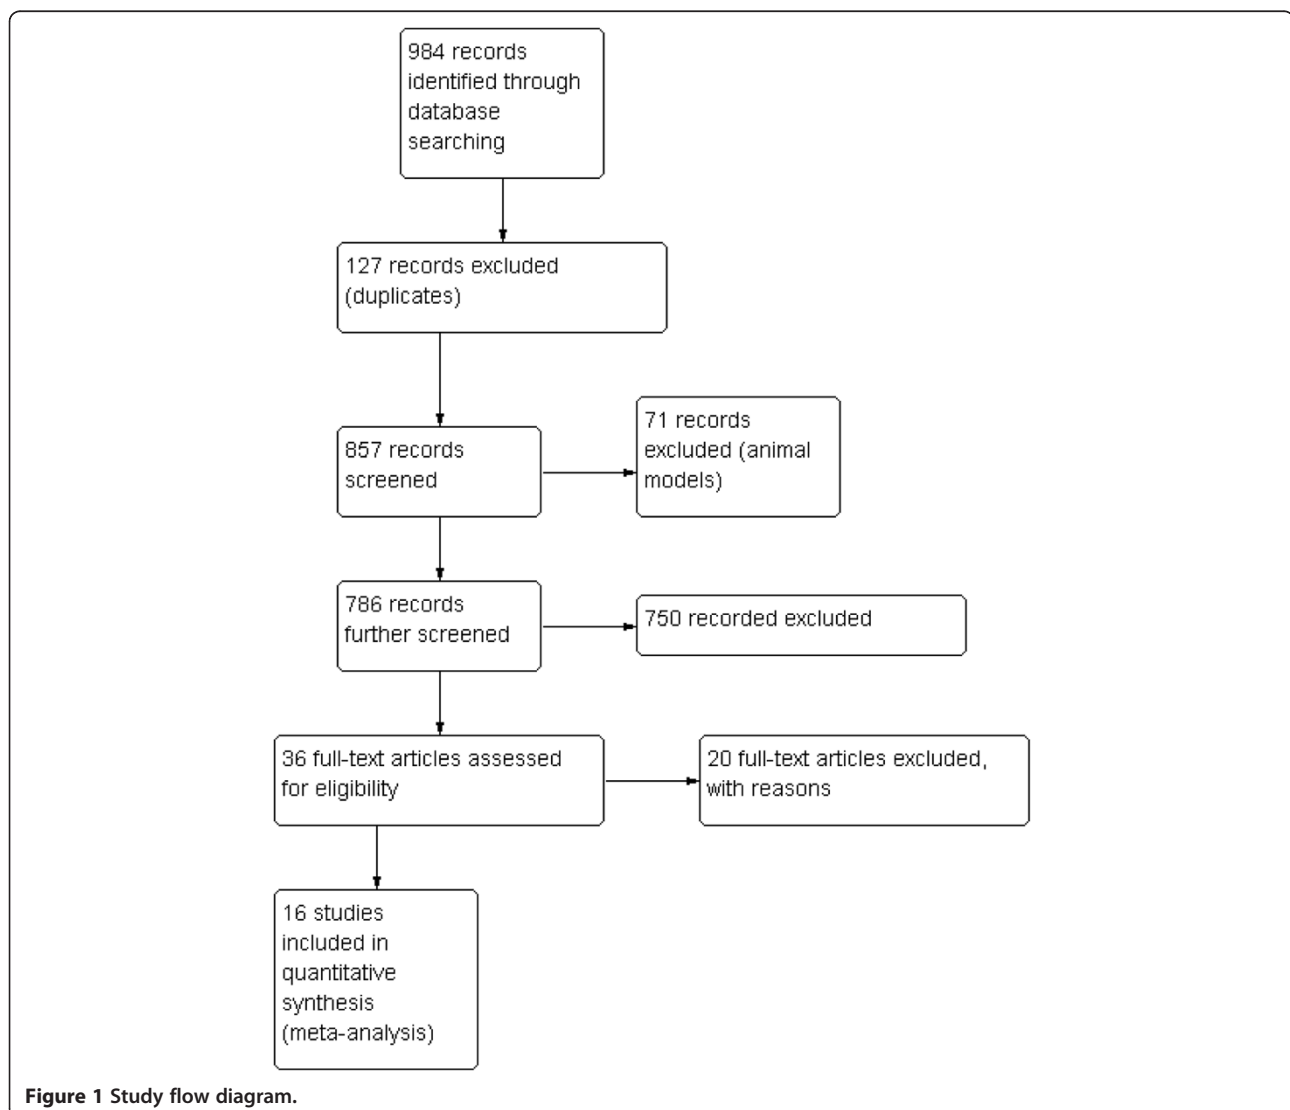 984 records
identified through
database
searching
127 records excluded
(duplicates)
857 records
screened
71 records
excluded (animal
models)
786 records
further screened
750 recorded excluded
36 full-text articles assessed
for eligibility
20 full-text articles excluded,
with reasons
16 studies
included in
quantitative
synthesis
(meta-analysis)
Figure 1 Study flow diagram.